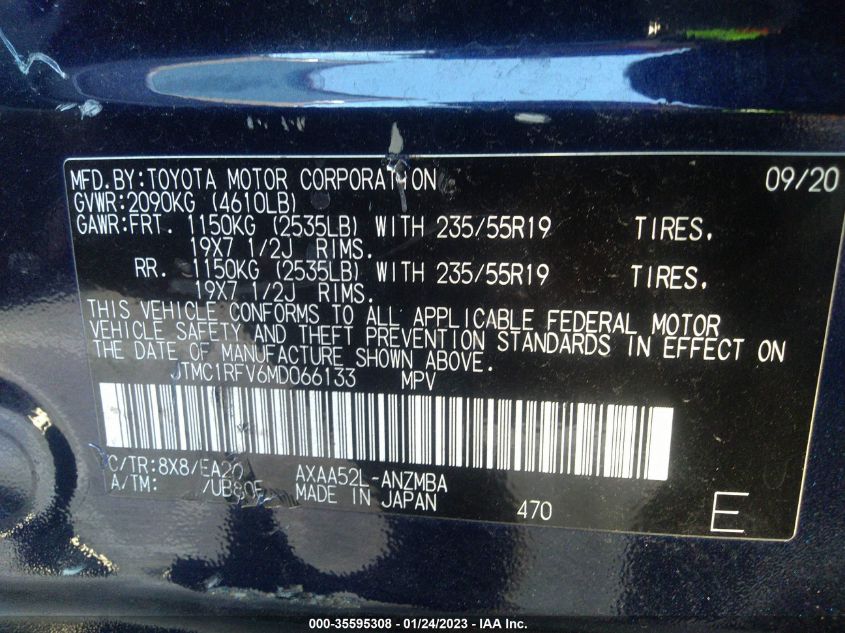 MFD.BY:TOYOTA MOTOR CORPORATION 09/20
GVWR:2090KG (4610LB)
GAWR:FRT. 1150KG (2535LB) WITH 235/55R19 TIRES.
19X7 1/2J RIMS.
RR. 1150KG (2535LB) WITH 235/55R19 TIRES.
19X7 1/2J RIMS.
THIS VEHICLE CONFORMS TO ALL APPLICABLE FEDERAL MOTOR
VEHICLE SAFETY AND THEFT PREVENTION STANDARDS IN EFFECT ON
THE DATE OF MANUFACTURE SHOWN ABOVE.
JTMC1RFV6MD066133 MPV
C/TR:8X8/EA20 AXAA52L-ANZMBA
A/TM: /UB80F MADE IN JAPAN 470 E
000-35595308 - 01/24/2023 - IAA Inc.